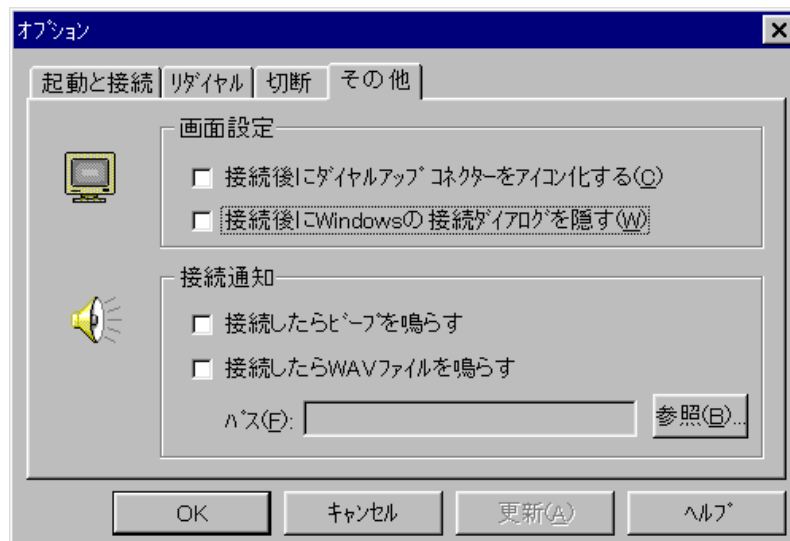 オプション
起動と接続 リダイヤル 切断 その他
画面設定
接続後にダイヤルアップ コネクターをアイコン化する(C)
接続後にWindowsの接続ダイアログを隠す(W)
接続通知
接続したらビープを鳴らす
接続したらWAVファイルを鳴らす
パス(F): 参照(B)...
OK キャンセル 更新(A) ヘルプ